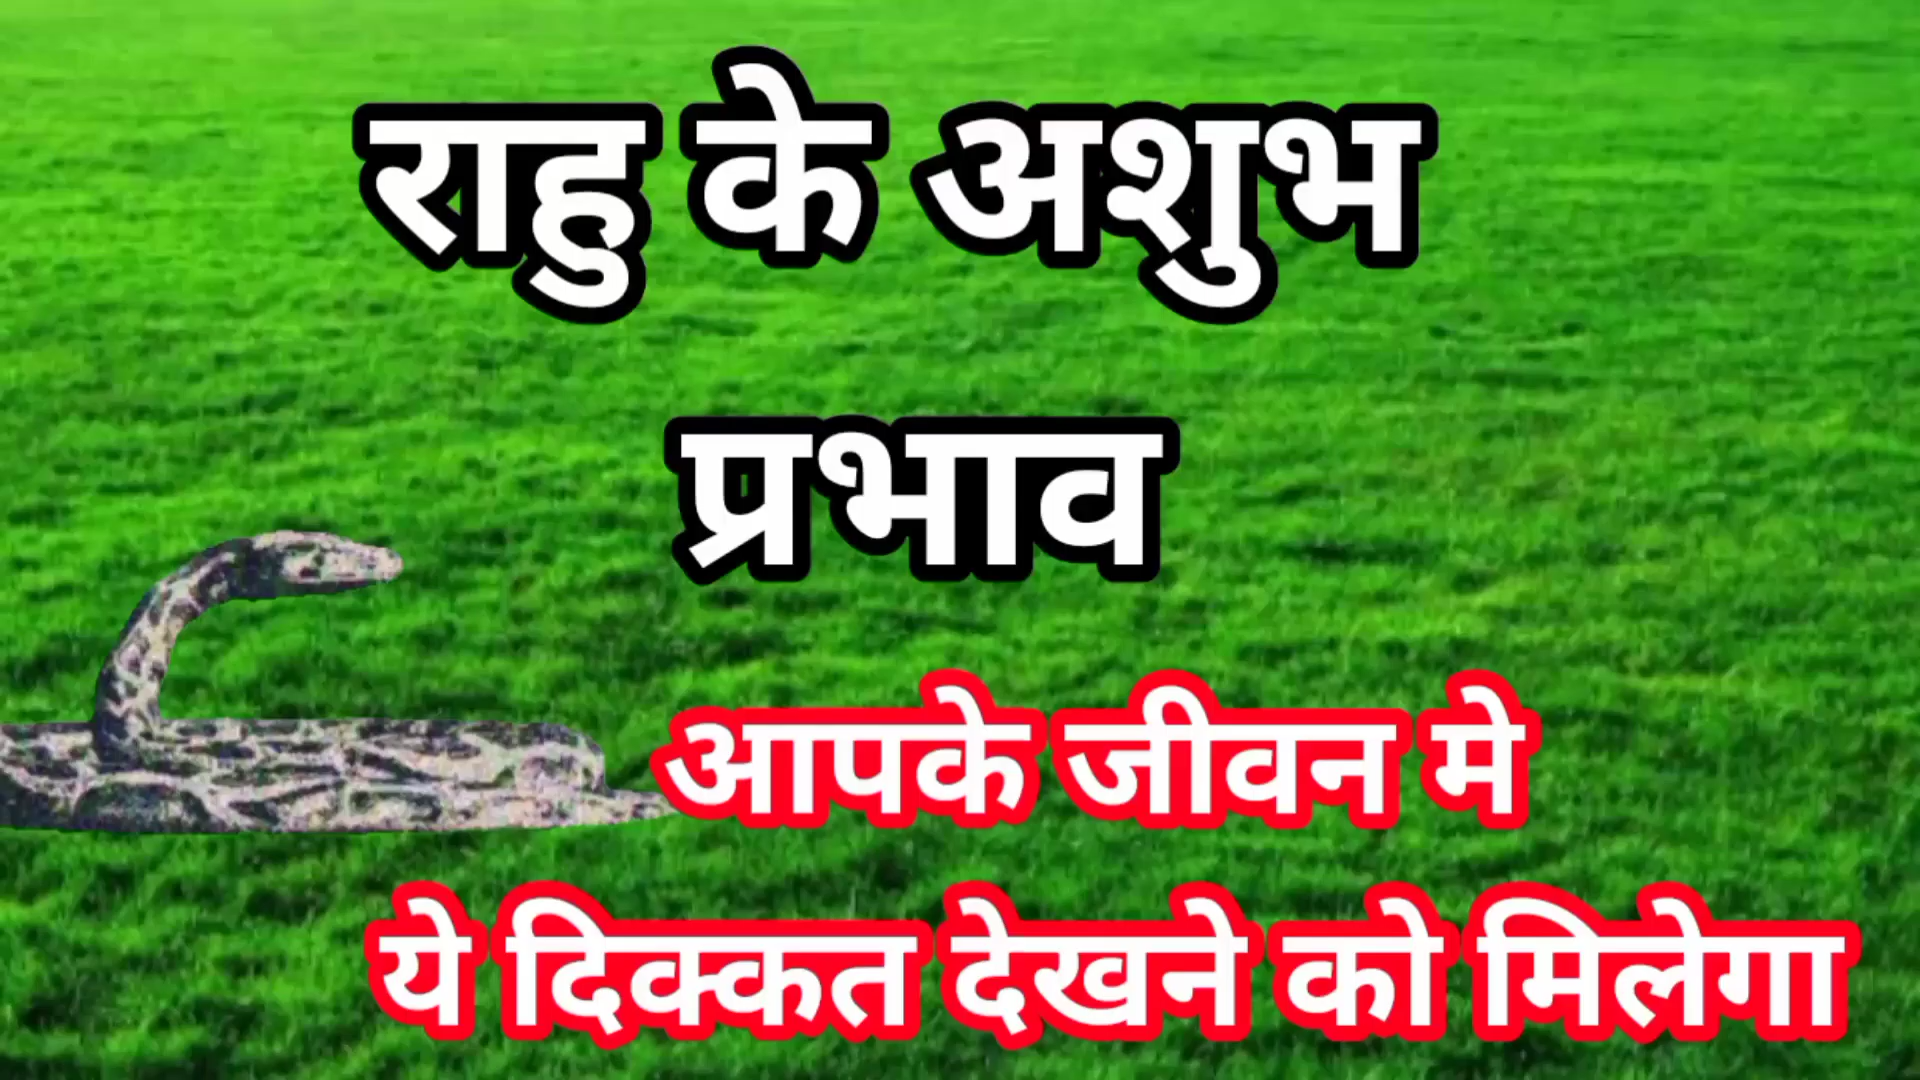 राहु के अशुभ
प्रभाव
आपके जीवन मे
ये दिक्कत देखने को मिलेगा